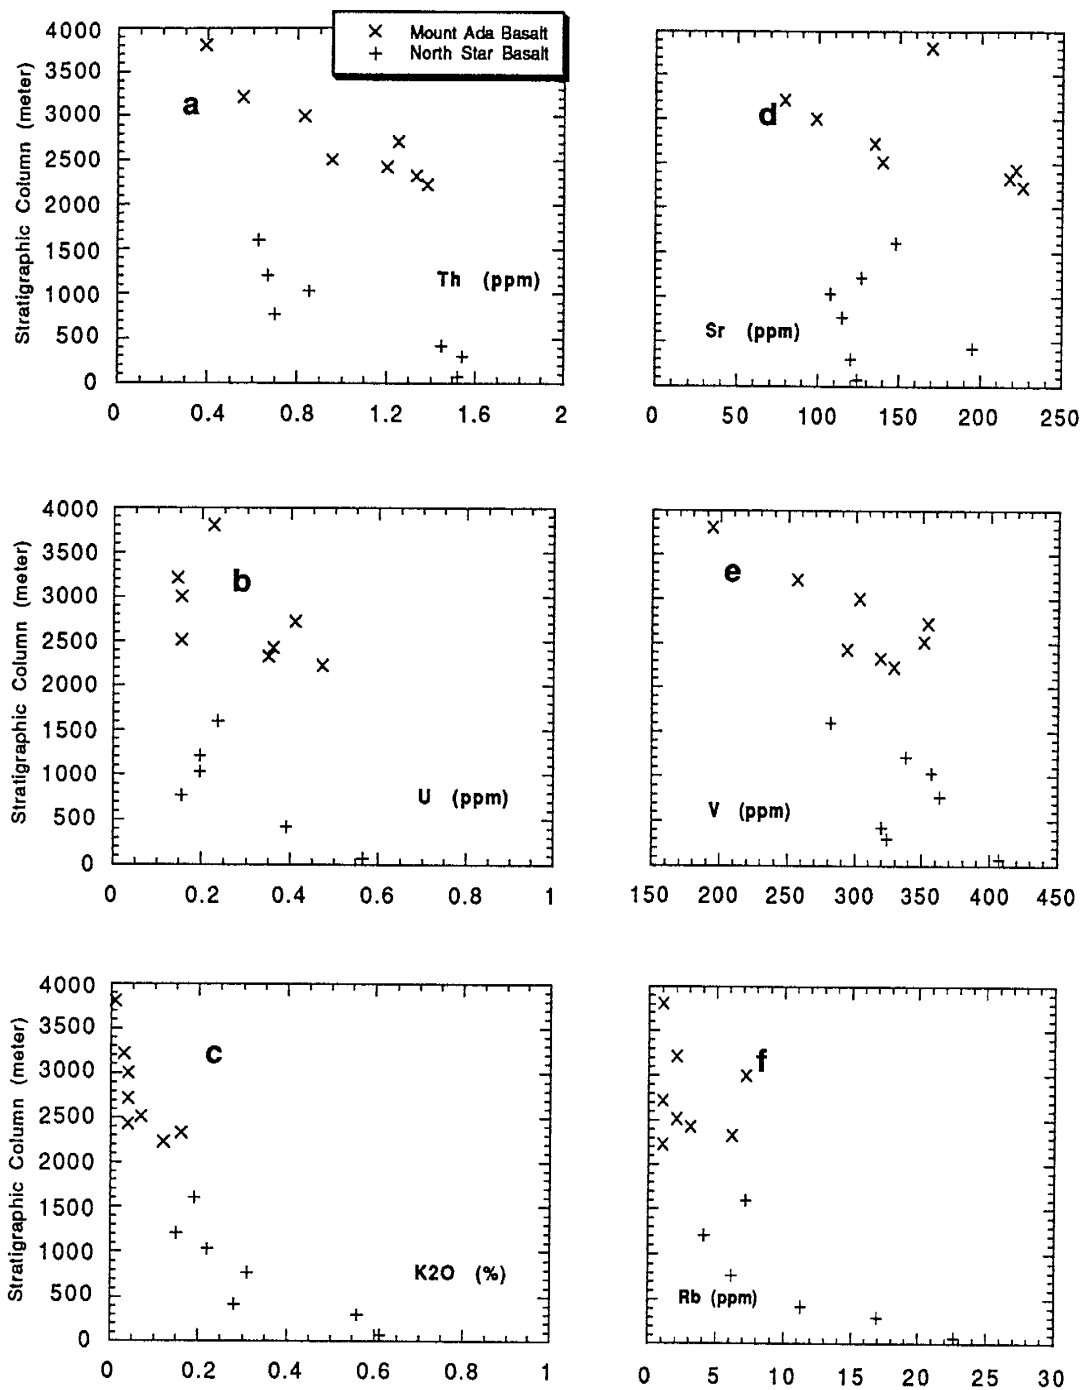 Mount Ada Basalt
North Star Basalt
Stratigraphic Column (meter)
4000
3500
3000
2500
2000
1500
1000
500
0
a
Th (ppm)
0 0.4 0.8 1.2 1.6 2
d
Sr (ppm)
0 50 100 150 200 250
Stratigraphic Column (meter)
4000
3500
3000
2500
2000
1500
1000
500
0
b
U (ppm)
0 0.2 0.4 0.6 0.8 1
e
V (ppm)
150 200 250 300 350 400 450
Stratigraphic Column (meter)
4000
3500
3000
2500
2000
1500
1000
500
0
c
K2O (%)
0 0.2 0.4 0.6 0.8 1
f
Rb (ppm)
0 5 10 15 20 25 30